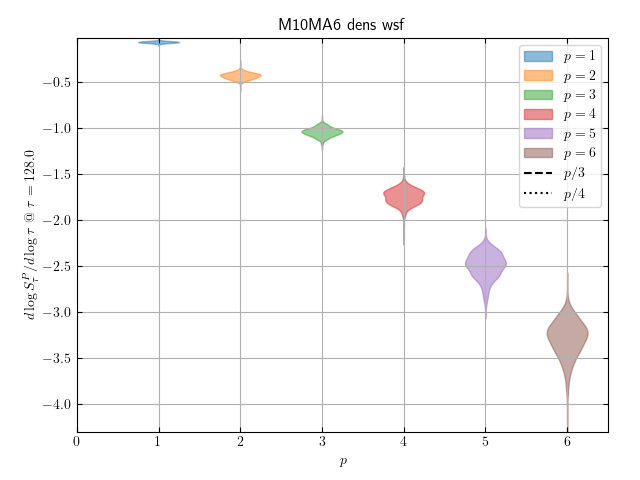 M10MA6 dens wsf
d log S_τ^P / d log τ @ τ = 128.0
−0.5
−1.0
−1.5
−2.0
−2.5
−3.0
−3.5
−4.0
0
1
2
3
4
5
6
p
p = 1
p = 2
p = 3
p = 4
p = 5
p = 6
p/3
p/4